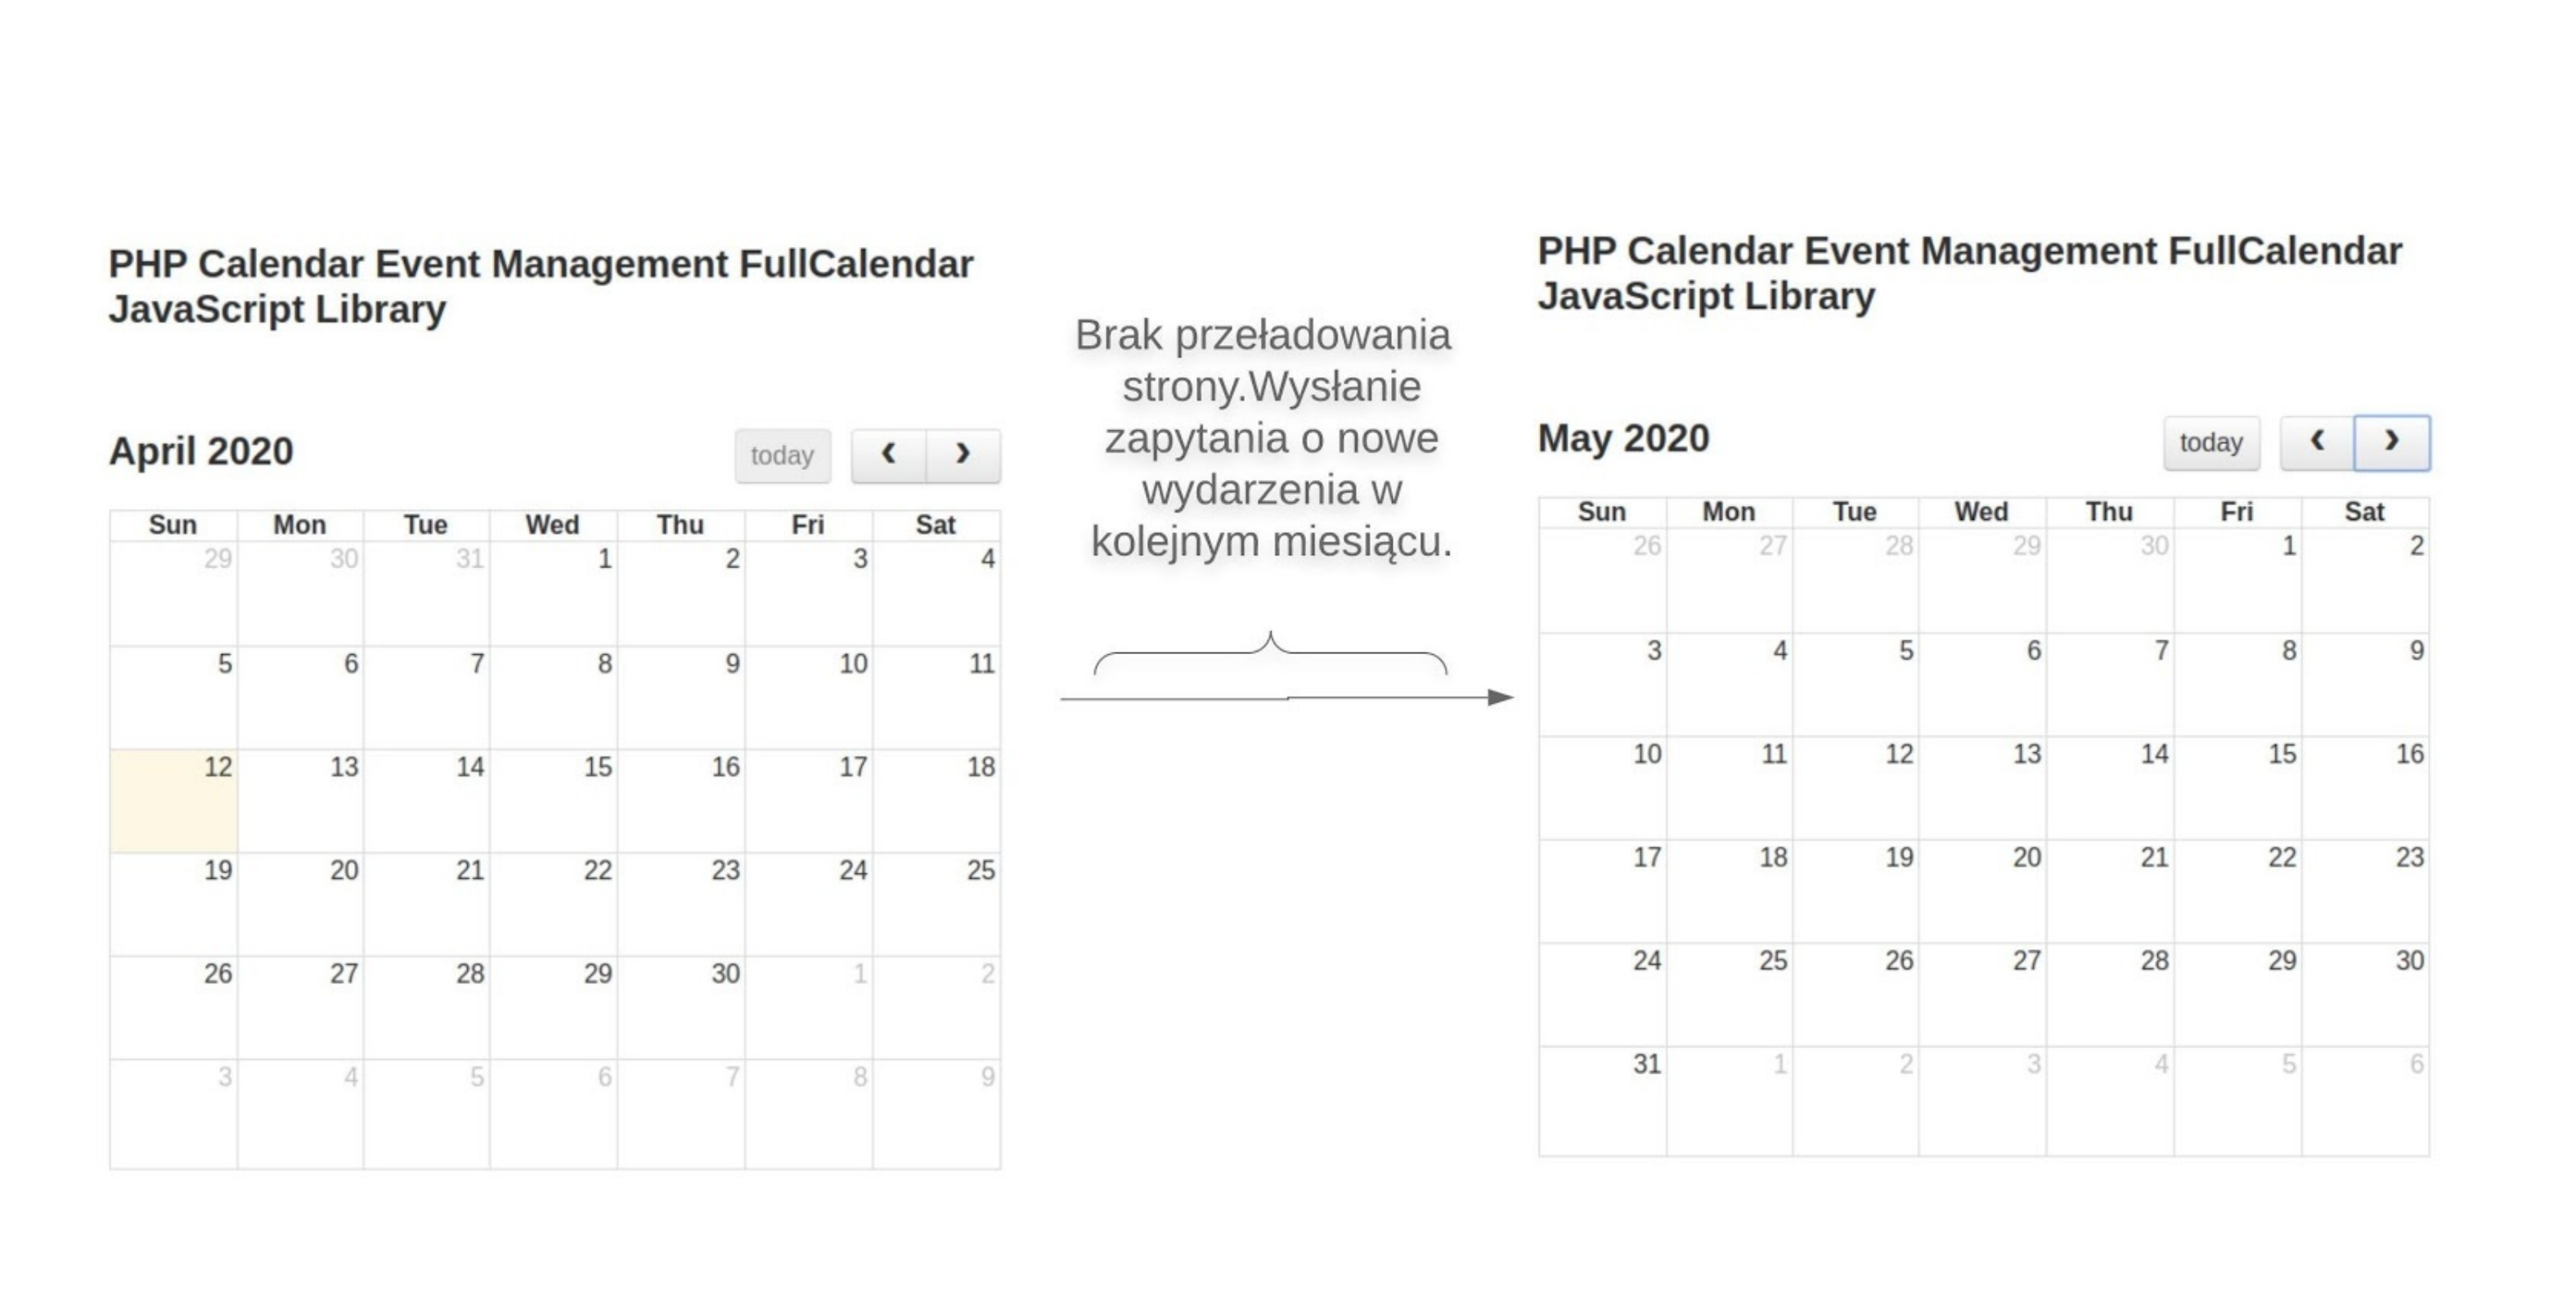 PHP Calendar Event Management FullCalendar
JavaScript Library
April 2020
today ‹ ›
Sun Mon Tue Wed Thu Fri Sat
29 30 31 1 2 3 4
5 6 7 8 9 10 11
12 13 14 15 16 17 18
19 20 21 22 23 24 25
26 27 28 29 30 1 2
3 4 5 6 7 8 9
Brak przeładowania
strony.Wysłanie
zapytania o nowe
wydarzenia w
kolejnym miesiącu.
PHP Calendar Event Management FullCalendar
JavaScript Library
May 2020
today ‹ ›
Sun Mon Tue Wed Thu Fri Sat
26 27 28 29 30 1 2
3 4 5 6 7 8 9
10 11 12 13 14 15 16
17 18 19 20 21 22 23
24 25 26 27 28 29 30
31 1 2 3 4 5 6